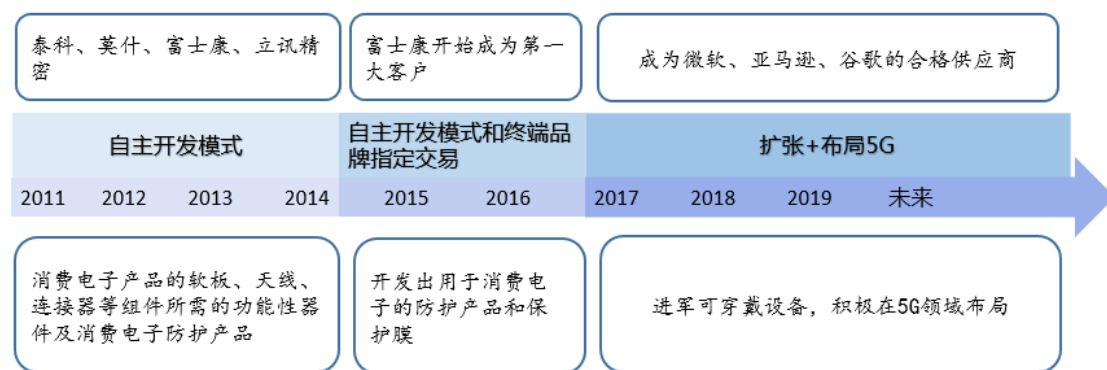 泰科、莫什、富士康、立讯精
密
富士康开始成为第一
大客户
成为微软、亚马逊、谷歌的合格供应商
自主开发模式
自主开发模式和终端品
牌指定交易
扩张+布局5G
2011 2012 2013 2014 2015 2016 2017 2018 2019 未来
消费电子产品的软板、天线、
连接器等组件所需的功能性器
件及消费电子防护产品
开发出用于消费电
子的防护产品和保
护膜
进军可穿戴设备，积极在5G领域布局